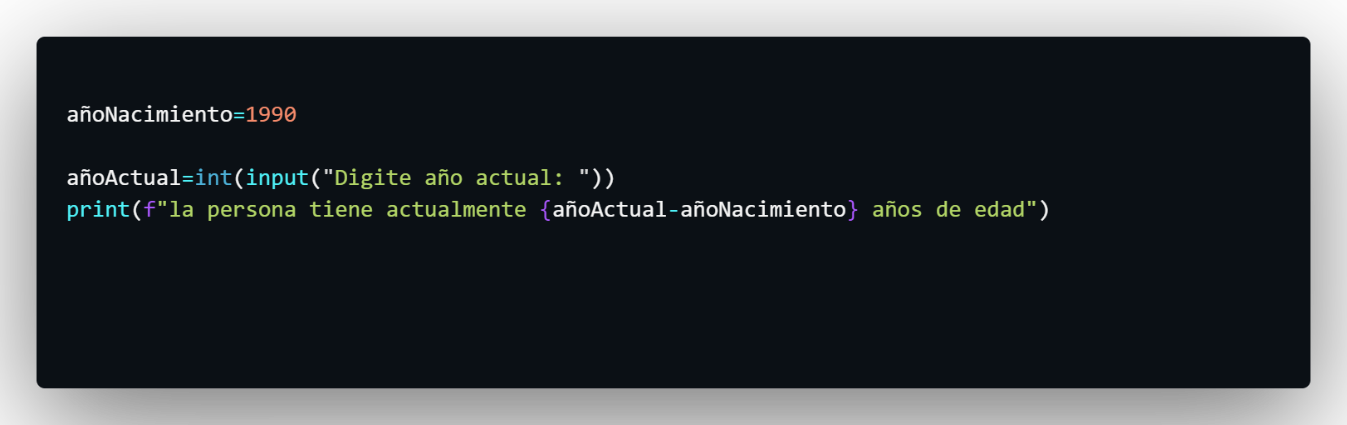 añoNacimiento=1990
añoActual=int(input("Digite año actual: "))
print(f"la persona tiene actualmente {añoActual-añoNacimiento} años de edad")